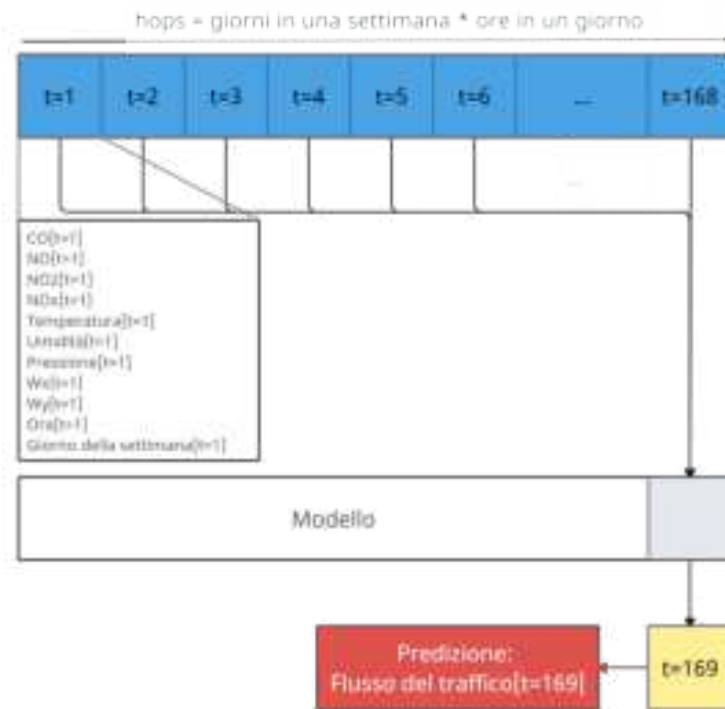 hops = giorni in una settimana * ore in un giorno
t=1 t=2 t=3 t=4 t=5 t=6 ... t=168
...
CO[t=1]
NO[t=1]
NO2[t=1]
NOx[t=1]
Temperatura[t=1]
Umidità[t=1]
Pressione[t=1]
Wx[t=1]
Wy[t=1]
Ora[t=1]
Giorno della settimana[t=1]
Modello
Predizione:
Flusso del traffico[t=169]
t=169